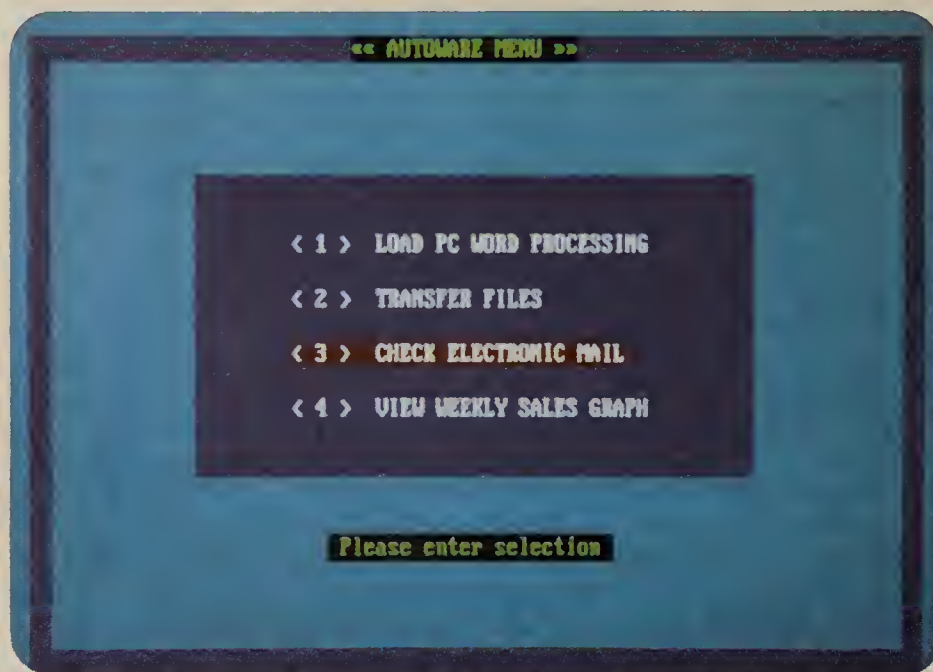 «« AUTOWARE MENU »»
< 1 > LOAD PC WORD PROCESSING
< 2 > TRANSFER FILES
< 3 > CHECK ELECTRONIC MAIL
< 4 > VIEW WEEKLY SALES GRAPH
Please enter selection